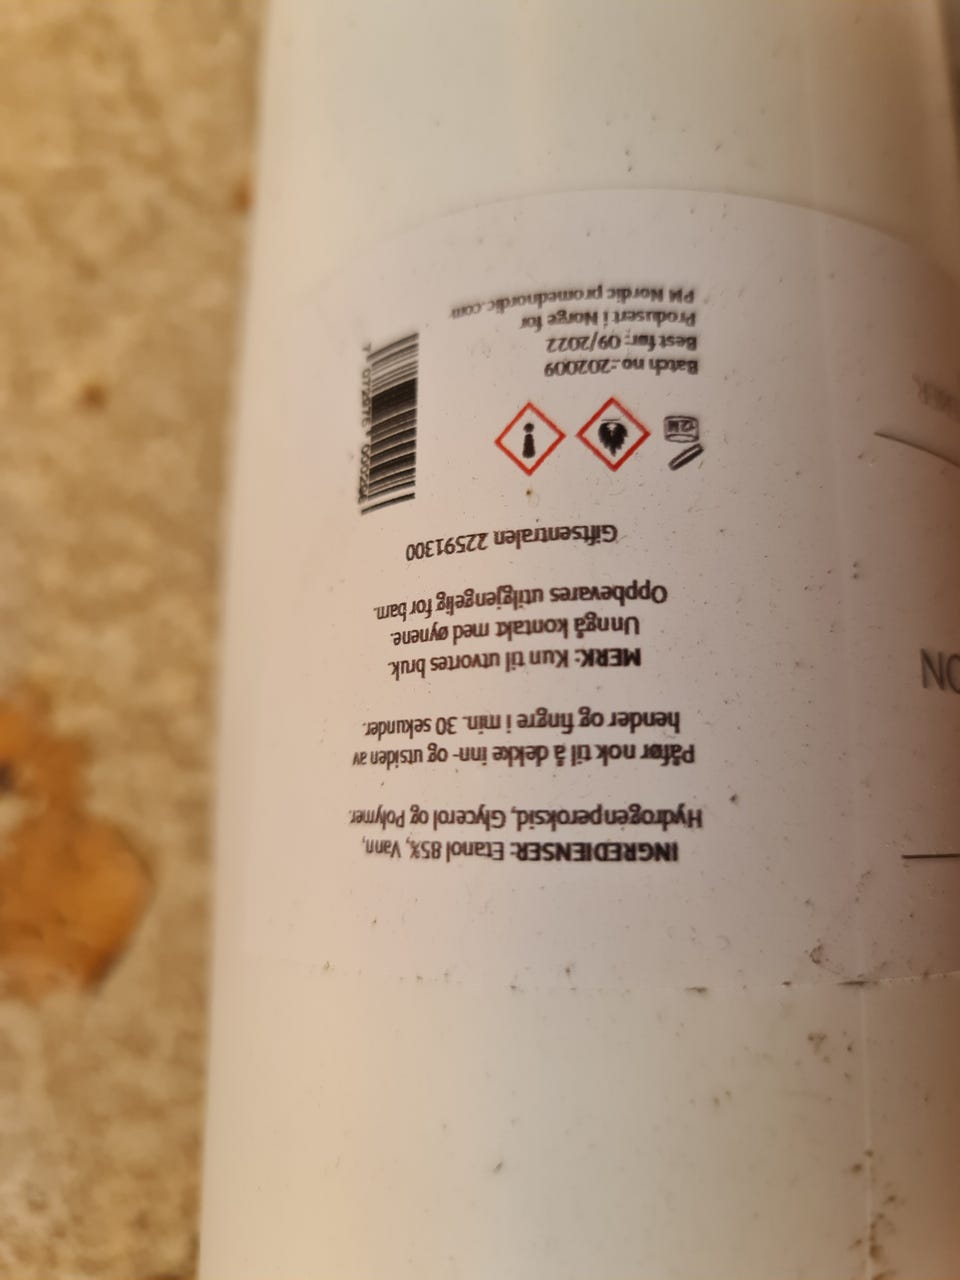 INGREDIENSER: Etanol 85%, Vann,
Hydrogenperoksid, Glycerol og Polymer.
Påfør nok til å dekke inn- og utsiden av
hender og fingre i min. 30 sekunder.
MERK: Kun til utvortes bruk.
Unngå kontakt med øynene.
Oppbevares utilgjengelig for barn.
Giftsentralen 22591300
12M
Batch no.: 202009
Best før: 09/2022
Produsert i Norge for
PM Nordic promednordic.com